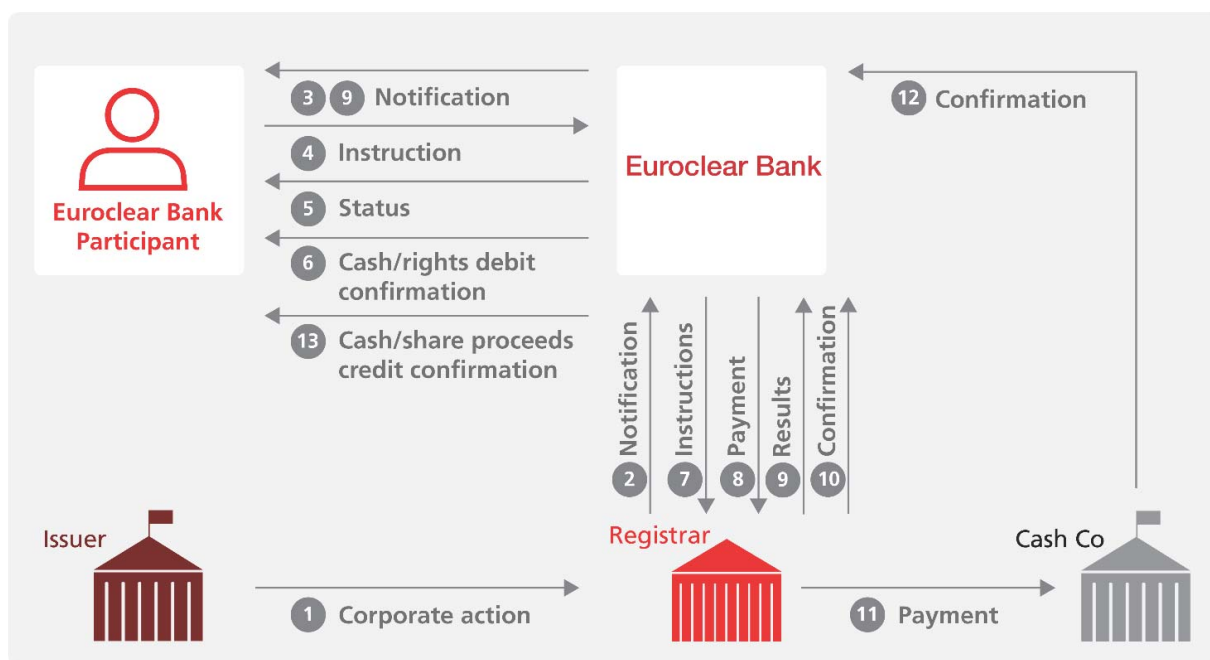 3 9 Notification
12 Confirmation
4 Instruction
Euroclear Bank
5 Status
Euroclear Bank
Participant
6 Cash/rights debit
confirmation
13 Cash/share proceeds
credit confirmation
2 Notification
7 Instructions
8 Payment
9 Results
10 Confirmation
Issuer
Registrar
Cash Co
1 Corporate action
11 Payment